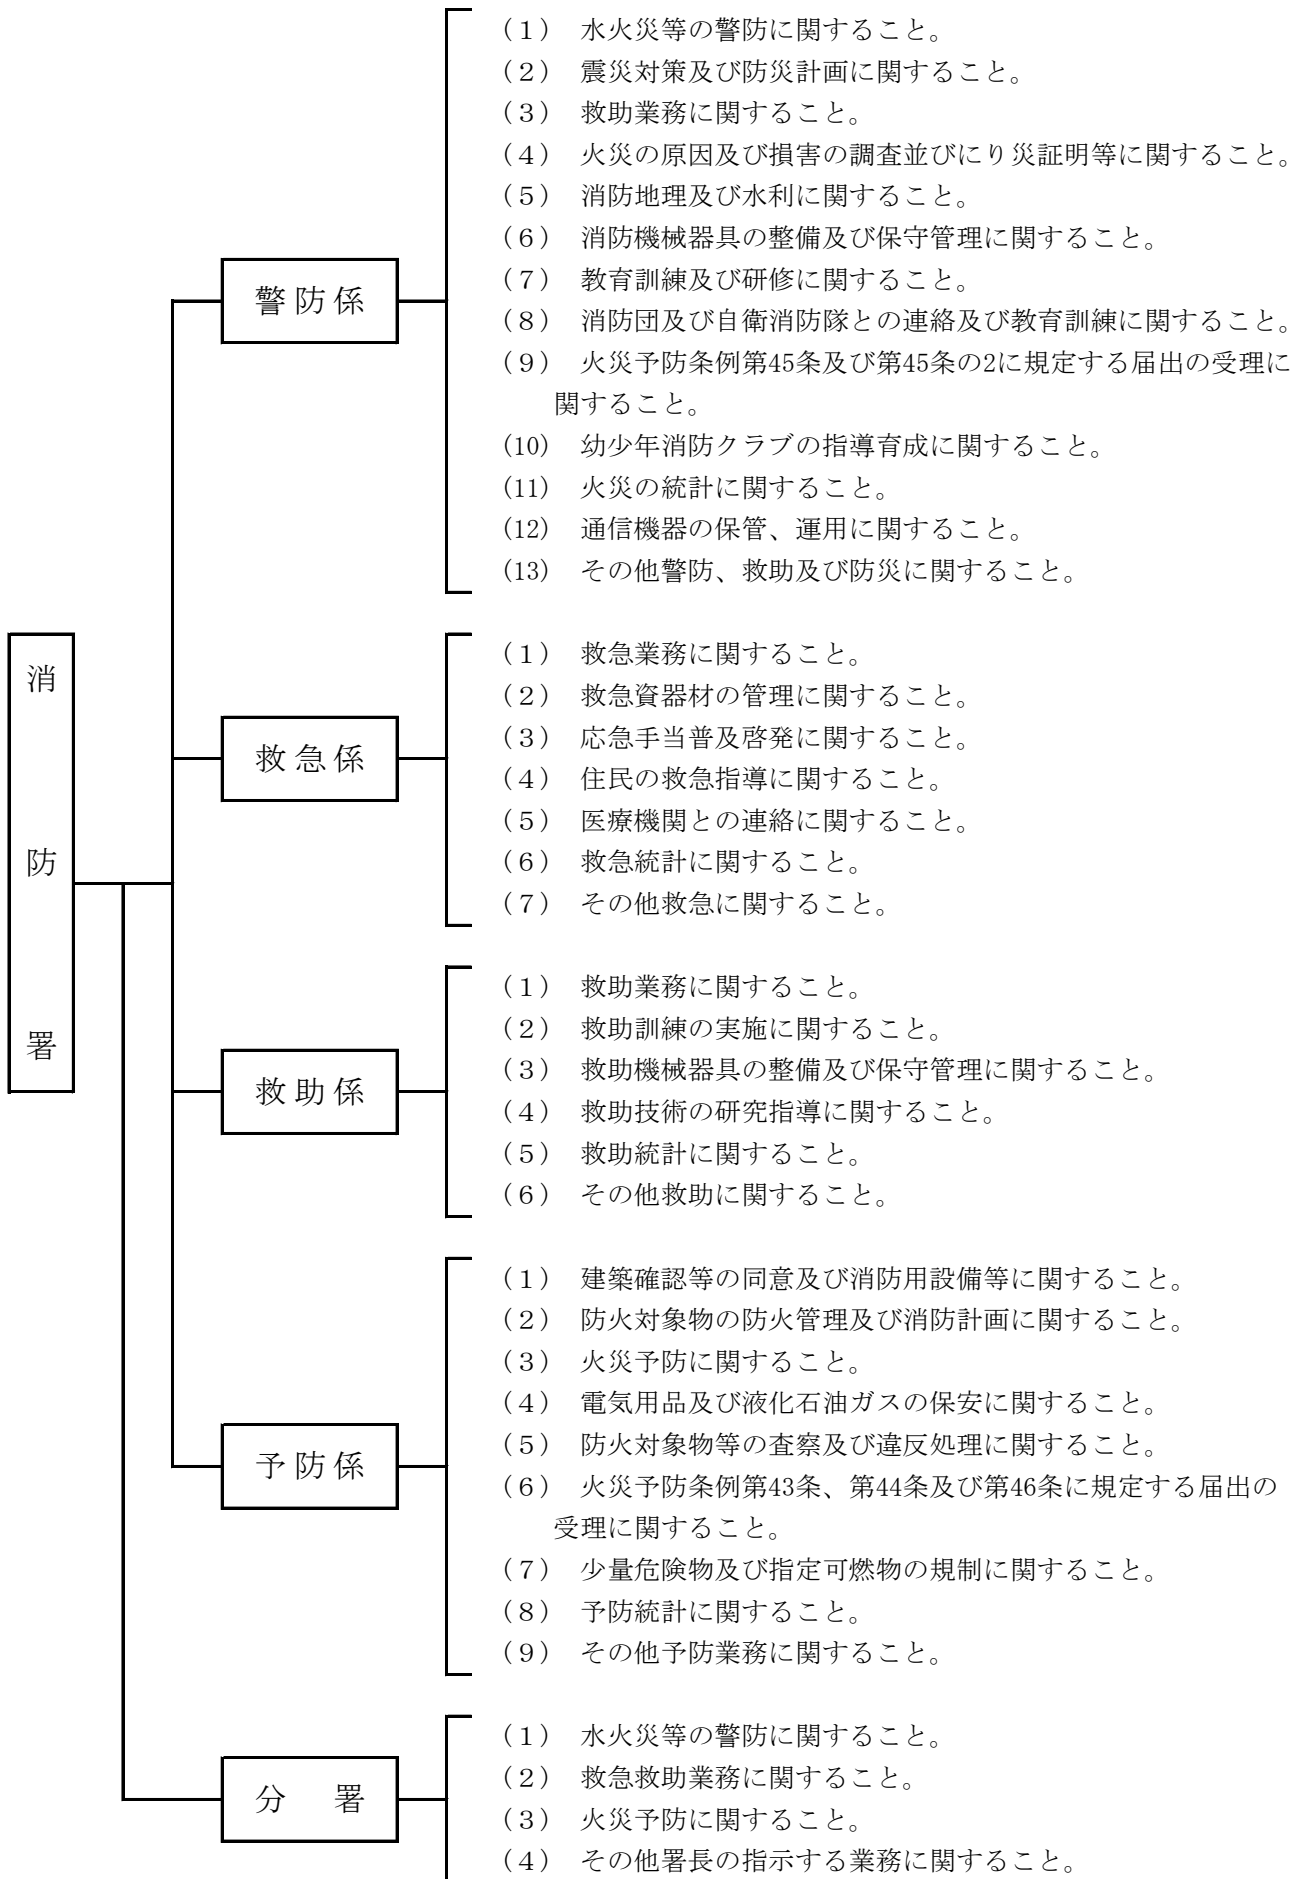 消防署
警防係
（１）　水火災等の警防に関すること。
（２）　震災対策及び防災計画に関すること。
（３）　救助業務に関すること。
（４）　火災の原因及び損害の調査並びにり災証明等に関すること。
（５）　消防地理及び水利に関すること。
（６）　消防機械器具の整備及び保守管理に関すること。
（７）　教育訓練及び研修に関すること。
（８）　消防団及び自衛消防隊との連絡及び教育訓練に関すること。
（９）　火災予防条例第45条及び第45条の2に規定する届出の受理に
関すること。
(10)　幼少年消防クラブの指導育成に関すること。
(11)　火災の統計に関すること。
(12)　通信機器の保管、運用に関すること。
(13)　その他警防、救助及び防災に関すること。
救急係
（１）　救急業務に関すること。
（２）　救急資器材の管理に関すること。
（３）　応急手当普及啓発に関すること。
（４）　住民の救急指導に関すること。
（５）　医療機関との連絡に関すること。
（６）　救急統計に関すること。
（７）　その他救急に関すること。
救助係
（１）　救助業務に関すること。
（２）　救助訓練の実施に関すること。
（３）　救助機械器具の整備及び保守管理に関すること。
（４）　救助技術の研究指導に関すること。
（５）　救助統計に関すること。
（６）　その他救助に関すること。
予防係
（１）　建築確認等の同意及び消防用設備等に関すること。
（２）　防火対象物の防火管理及び消防計画に関すること。
（３）　火災予防に関すること。
（４）　電気用品及び液化石油ガスの保安に関すること。
（５）　防火対象物等の査察及び違反処理に関すること。
（６）　火災予防条例第43条、第44条及び第46条に規定する届出の
受理に関すること。
（７）　少量危険物及び指定可燃物の規制に関すること。
（８）　予防統計に関すること。
（９）　その他予防業務に関すること。
分　署
（１）　水火災等の警防に関すること。
（２）　救急救助業務に関すること。
（３）　火災予防に関すること。
（４）　その他署長の指示する業務に関すること。